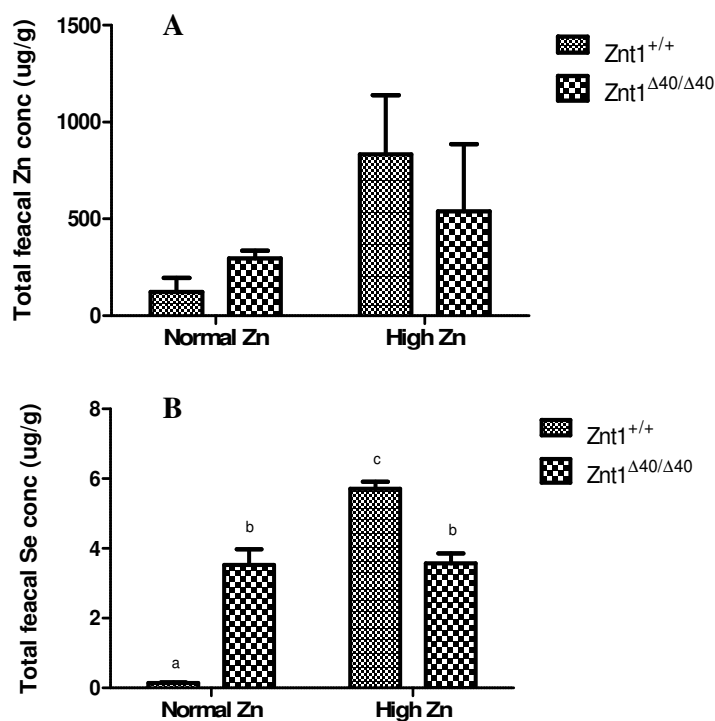 A
Total feacal Zn conc (ug/g)
1500
1000
500
0
Normal Zn
High Zn
Znt1+/+
Znt1Δ40/Δ40
B
Total feacal Se conc (ug/g)
8
6
4
2
0
a
b
c
b
Normal Zn
High Zn
Znt1+/+
Znt1Δ40/Δ40